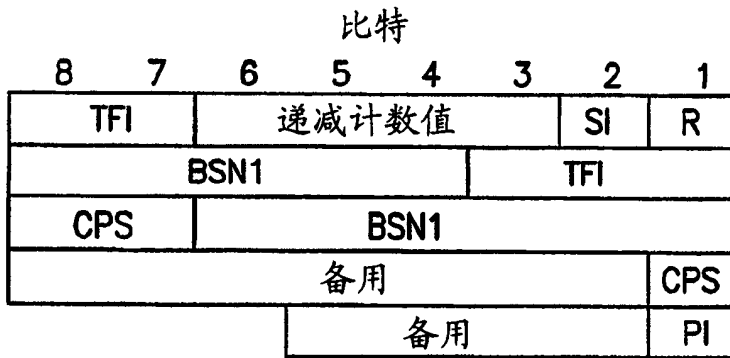 比特
8 7 6 5 4 3 2 1
TFI 递减计数值 SI R
BSN1 TFI
CPS BSN1
备用 CPS
备用 PI